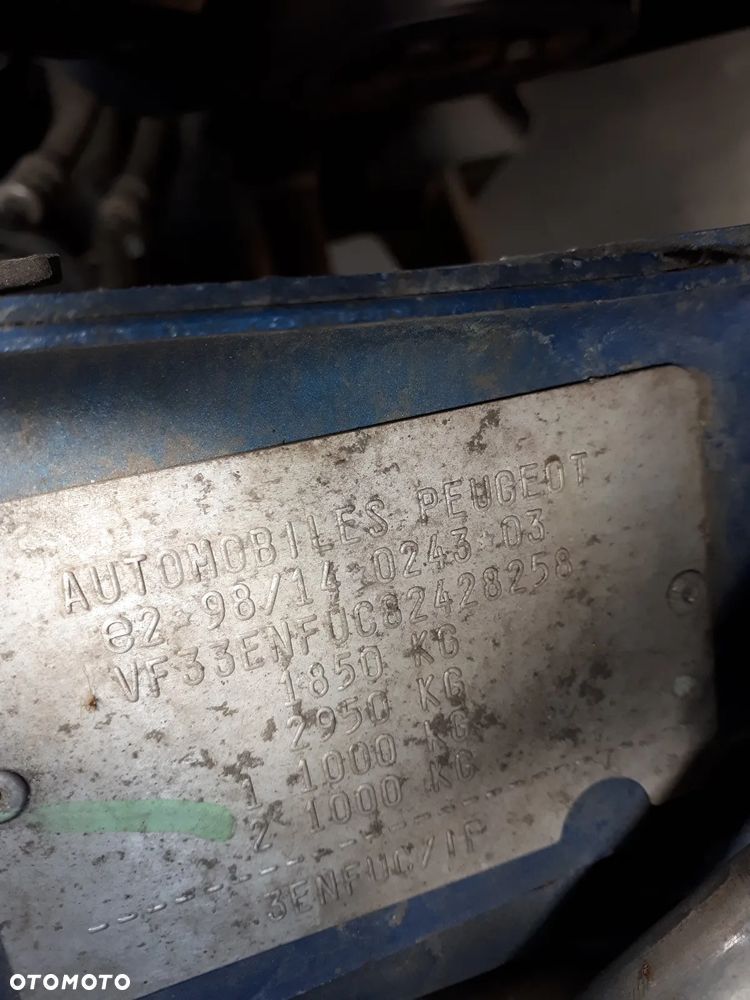 AUTOMOBILES PEUGEOT
e2*98/14*0243*03
VF33ENFUC82428258
1850 KG
2950 KG
1 1000 KG
2 1000 KG
3ENFUC/IP
OTOMOTO